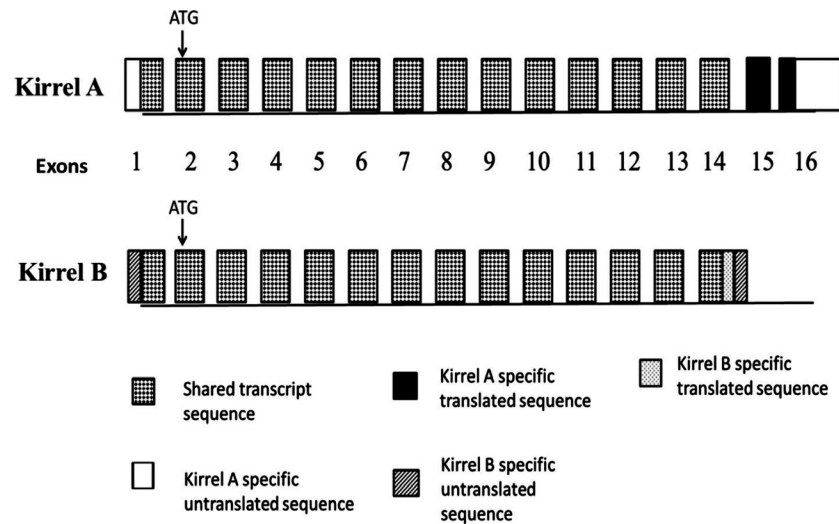 ATG
Kirrel A
Exons 1 2 3 4 5 6 7 8 9 10 11 12 13 14 15 16
ATG
Kirrel B
Shared transcript
sequence
Kirrel A specific
translated sequence
Kirrel B specific
translated sequence
Kirrel A specific
untranslated sequence
Kirrel B specific
untranslated
sequence